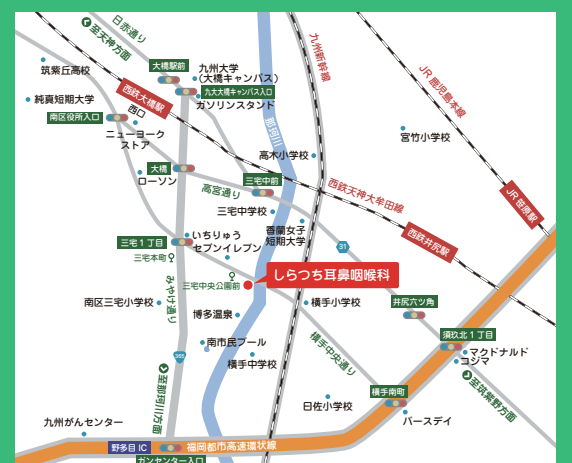 日赤通り
至天神方面
筑紫丘高校
大橋駅前
九州大学
（大橋キャンパス）
九大大橋キャンパス入口
ガソリンスタンド
純真短期大学
西鉄大橋駅
南区役所入口
西口
ニューヨーク
ストア
九州新幹線
JR 鹿児島本線
那珂川
宮竹小学校
高木小学校
大橋
ローソン
高宮通り
三宅中前
西鉄天神大牟田線
JR 笹原駅
三宅中学校
香蘭女子
短期大学
西鉄井尻駅
いちりゅう
三宅1丁目
セブンイレブン
31
三宅本町
三宅中央公園前
しらつち耳鼻咽喉科
みやけ通り
南区三宅小学校
博多温泉
横手小学校
井尻六ツ角
須玖北1丁目
南市民プール
横手中学校
横手中央通り
マクドナルド
コジマ
385
至那珂川方面
至筑紫野方面
横手南町
日佐小学校
バースデイ
九州がんセンター
野多目 IC
福岡都市高速環状線
ガンセンター入口